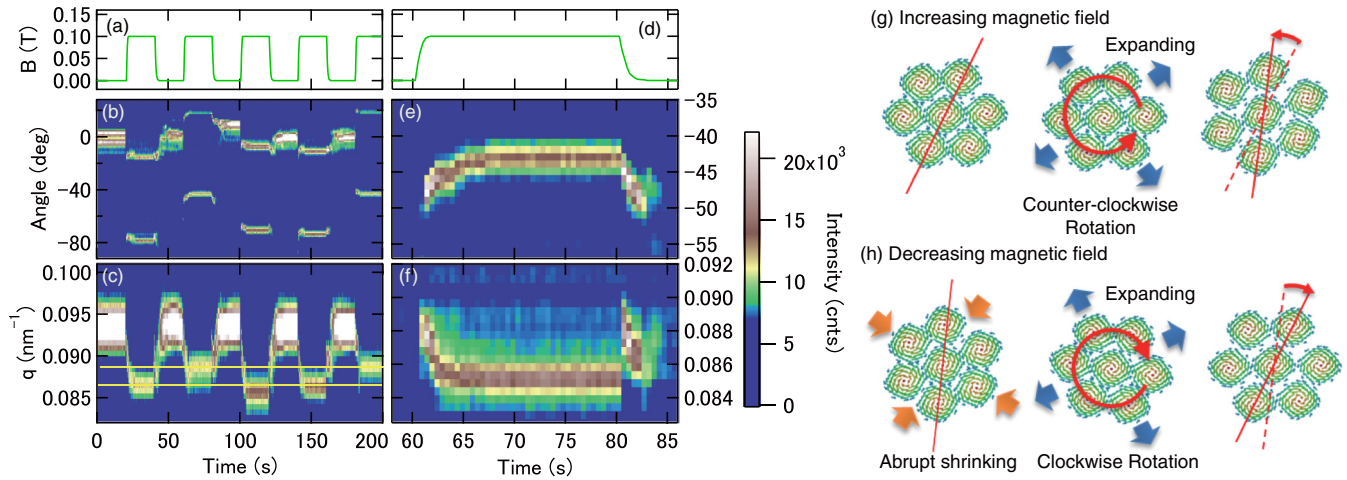 (a)
B (T)
0.15
0.10
0.05
0.00
(d)
(b)
Angle (deg)
0
−40
−80
(e)
−35
−40
−45
−50
−55
(c)
q (nm⁻¹)
0.100
0.095
0.090
0.085
(f)
0.092
0.090
0.088
0.086
0.084
0 50 100 150 200
Time (s)
60 65 70 75 80 85
Time (s)
20x10³
15
10
5
0
Intensity (cnts)
(g) Increasing magnetic field
Expanding
Counter-clockwise
Rotation
(h) Decreasing magnetic field
Expanding
Abrupt shrinking
Clockwise Rotation